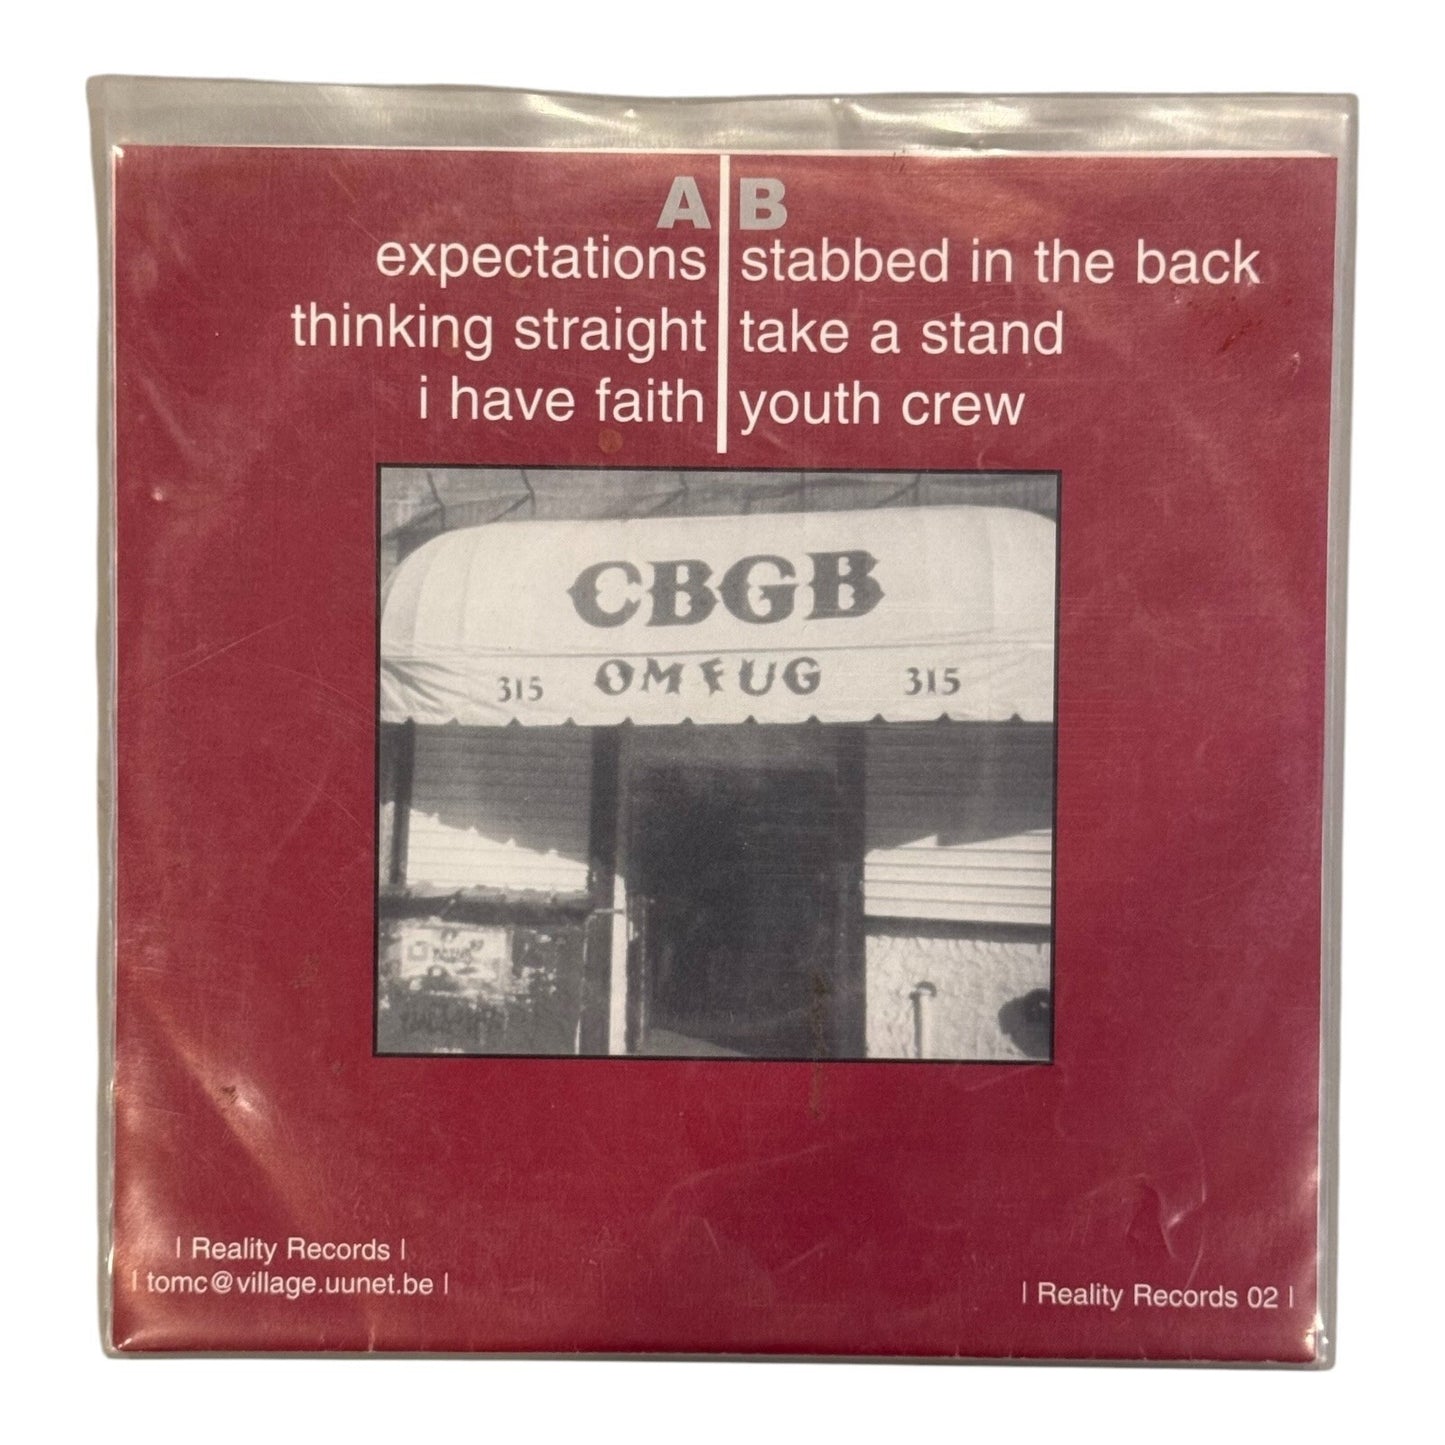 A B
expectations
thinking straight
i have faith
stabbed in the back
take a stand
youth crew
CBGB
315 OMFUG 315
| Reality Records |
| tomc@village.uunet.be |
| Reality Records 02 |